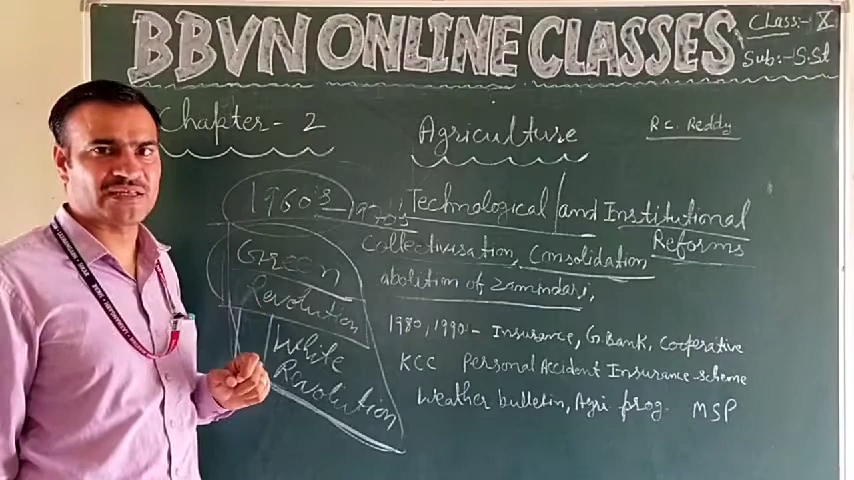 BBVN ONLINE CLASSES
Class:- X
Sub:- S.St
Chapter - 2
Agriculture
R.C. Reddy
1960's - 1970's
Green
Revolution
White
Revolution
Technological and Institutional
Reforms
Collectivisation, Consolidation
abolition of zamindari,
1980, 1990:- Insurance, G.Bank, Cooperative
KCC Personal Accident Insurance scheme
Weather bulletin, Agri prog. MSP